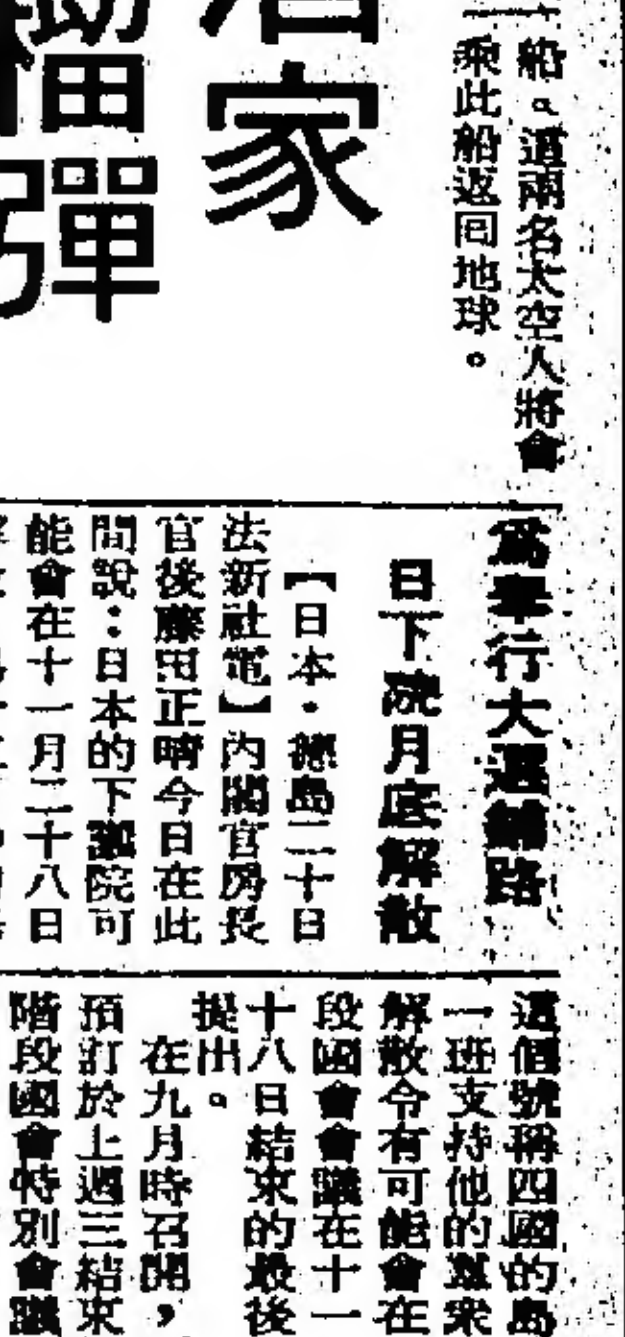 船。這兩名太空人將會
乘此船返回地球。
家
彈
為舉行大選鋪路
日下院月底解散
【日本‧德島二十日
法新社電】內閣官房長
官後藤田正晴今日在此
間說：日本的下議院可
能會在十一月二十八日
這個號稱四國的島
一班支持他的羣衆
解散令有可能會在
段國會會議在十一
十八日結束的最後
提出。
在九月時召開，
預訂於上週三結束
階段國會特別會議